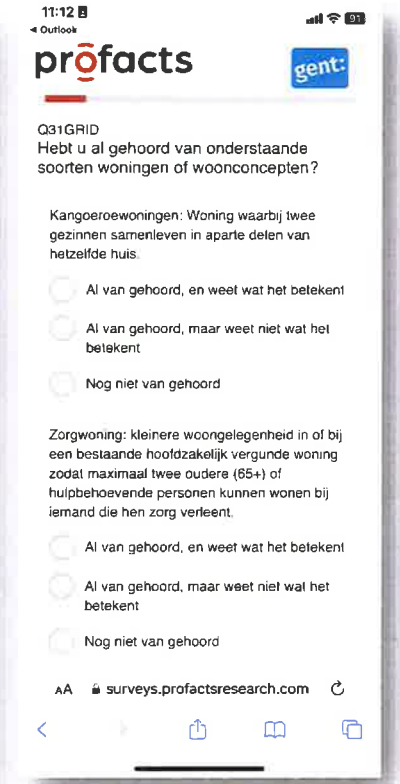 11:12
91
◄ Outlook
profacts
gent:
Q31GRID
Hebt u al gehoord van onderstaande
soorten woningen of woonconcepten?
Kangoeroewoningen: Woning waarbij twee
gezinnen samenleven in aparte delen van
hetzelfde huis.
Al van gehoord, en weet wat het betekent
Al van gehoord, maar weet niet wat het
betekent
Nog niet van gehoord
Zorgwoning: kleinere woongelegenheid in of bij
een bestaande hoofdzakelijk vergunde woning
zodat maximaal twee oudere (65+) of
hulpbehoevende personen kunnen wonen bij
iemand die hen zorg verleent.
Al van gehoord, en weet wat het betekent
Al van gehoord, maar weet niet wat het
betekent
Nog niet van gehoord
AA surveys.profactsresearch.com